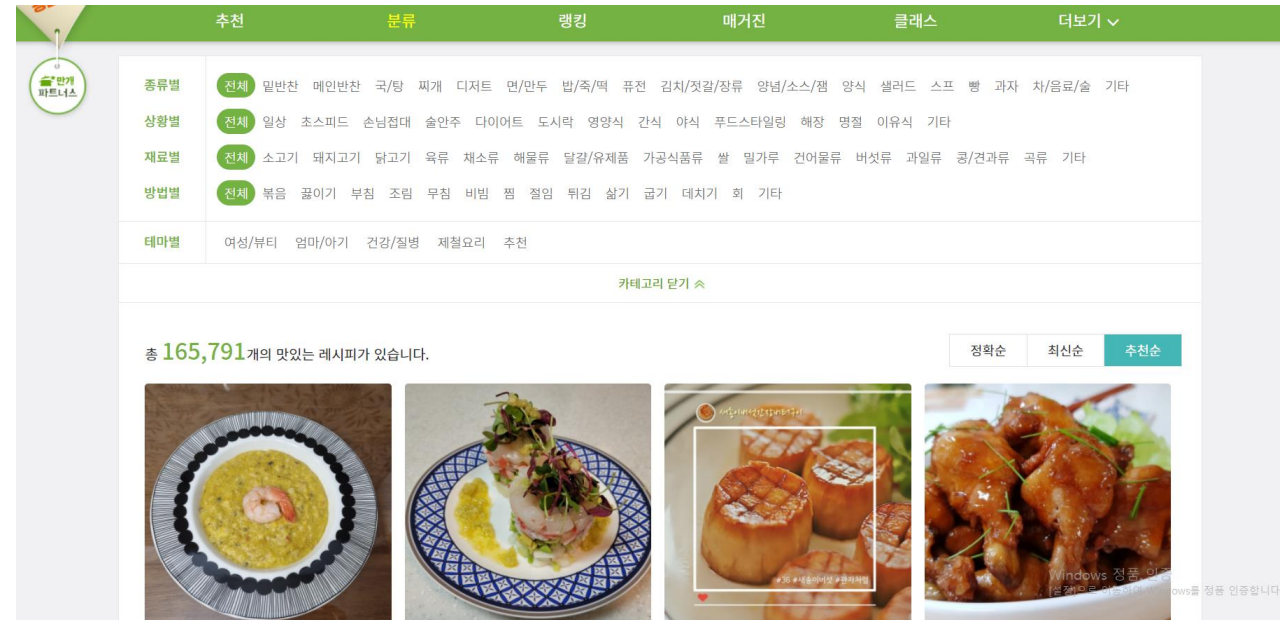 추천 분류 랭킹 매거진 클래스 더보기
만개
파트너스
종류별 전체 밑반찬 메인반찬 국/탕 찌개 디저트 면/만두 밥/죽/떡 퓨전 김치/젓갈/장류 양념/소스/잼 양식 샐러드 스프 빵 과자 차/음료/술 기타
상황별 전체 일상 초스피드 손님접대 술안주 다이어트 도시락 영양식 간식 야식 푸드스타일링 해장 명절 이유식 기타
재료별 전체 소고기 돼지고기 닭고기 육류 채소류 해물류 달걀/유제품 가공식품류 쌀 밀가루 건어물류 버섯류 과일류 콩/견과류 곡류 기타
방법별 전체 볶음 끓이기 부침 조림 무침 비빔 찜 절임 튀김 삶기 굽기 데치기 회 기타
테마별 여성/뷰티 엄마/아기 건강/질병 제철요리 추천
카테고리 닫기
총 165,791개의 맛있는 레시피가 있습니다.
정확순 최신순 추천순
#36 #새송이버섯 #관자처럼
Windows 정품 인증